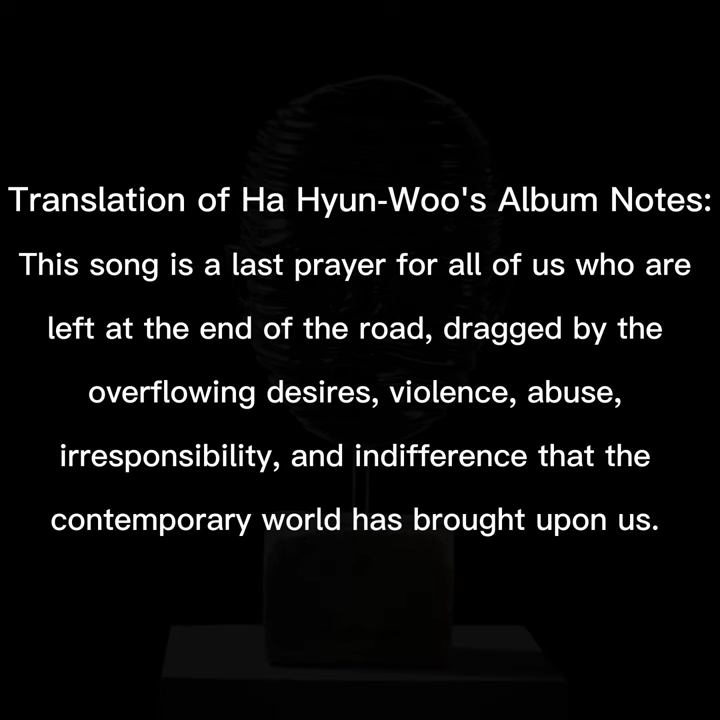 Translation of Ha Hyun-Woo's Album Notes:
This song is a last prayer for all of us who are
left at the end of the road, dragged by the
overflowing desires, violence, abuse,
irresponsibility, and indifference that the
contemporary world has brought upon us.